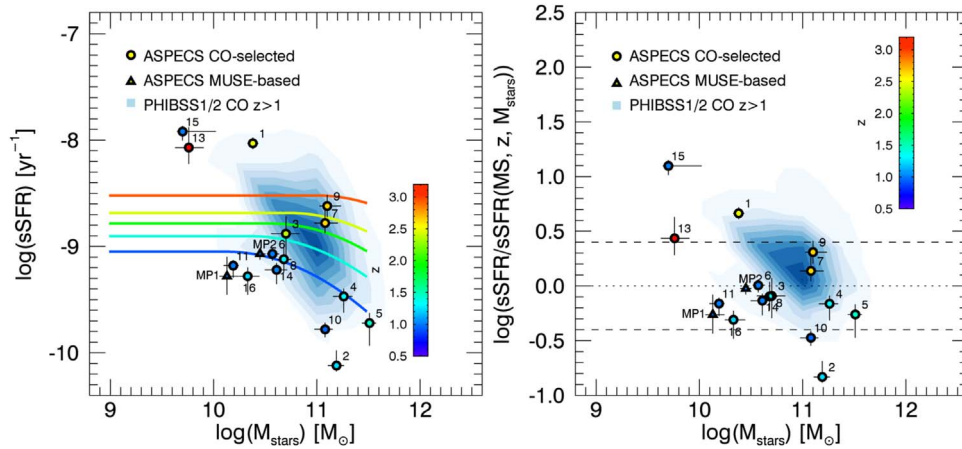 -7
-8
-9
-10
log(sSFR) [yr⁻¹]
ASPECS CO-selected
ASPECS MUSE-based
PHIBSS1/2 CO z>1
15
13
1
9
7
3
MP2 6
11
8
MP1
16
14
4
10
5
2
3.0
2.5
2.0
1.5
1.0
0.5
z
9 10 11 12
log(M_stars) [M_⊙]
2.5
2.0
1.5
1.0
0.5
0.0
-0.5
-1.0
log(sSFR/sSFR(MS, z, M_stars))
ASPECS CO-selected
ASPECS MUSE-based
PHIBSS1/2 CO z>1
3.0
2.5
2.0
1.5
1.0
0.5
z
15
1
13
9
7
MP2 6 3
11
8
4
MP1
16
4
5
10
2
9 10 11 12
log(M_stars) [M_⊙]